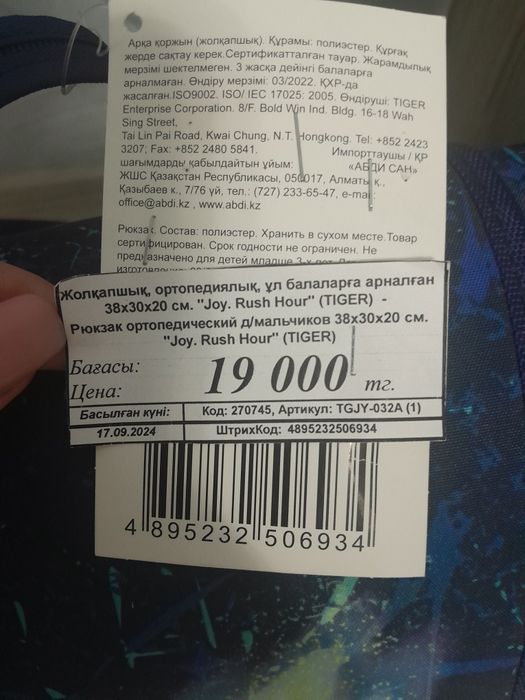 Арқа қоржын (жолқапшық). Құрамы: полиэстер. Құрғақ
жерде сақтау керек.Сертификатталған тауар. Жарамдылық
мерзімі шектелмеген. 3 жасқа дейінгі балаларға
арналмаған. Өндіру мерзімі: 03/2022. ҚХР-да
жасалған.ISO9002. ISO/ IEC 17025: 2005. Өндіруші: TIGER
Enterprise Corporation. 8/F. Bold Win Ind. Bldg. 16-18 Wah
Sing Street,
Tai Lin Pai Road, Kwai Chung, N.T. Hongkong. Tel: +852 2423
3207; Fax: +852 2480 5841. Импорттаушы / ҚР
шағымдарды қабылдайтын ұйым: «АБДИ САН»
ЖШС Қазақстан Республикасы, 050017, Алматы қ.,
Қазыбаев к., 7/76 үй, тел.: (727) 233-65-47, e-mail:
office@abdi.kz , www.abdi.kz
Рюкзак. Состав: полиэстер. Хранить в сухом месте.Товар
сертифицирован. Срок годности не ограничен. Не
предназначено для детей младше 3-х лет.
Жолқапшық, ортопедиялық, ұл балаларға арналған
38x30x20 см. "Joy. Rush Hour" (TIGER) -
Рюкзак ортопедический д/мальчиков 38x30x20 см.
"Joy. Rush Hour" (TIGER)
Бағасы:
Цена: 19 000 тг.
Басылған күні: Код: 270745, Артикул: TGJY-032A (1)
17.09.2024 ШтрихКод: 4895232506934
4 895232 506934